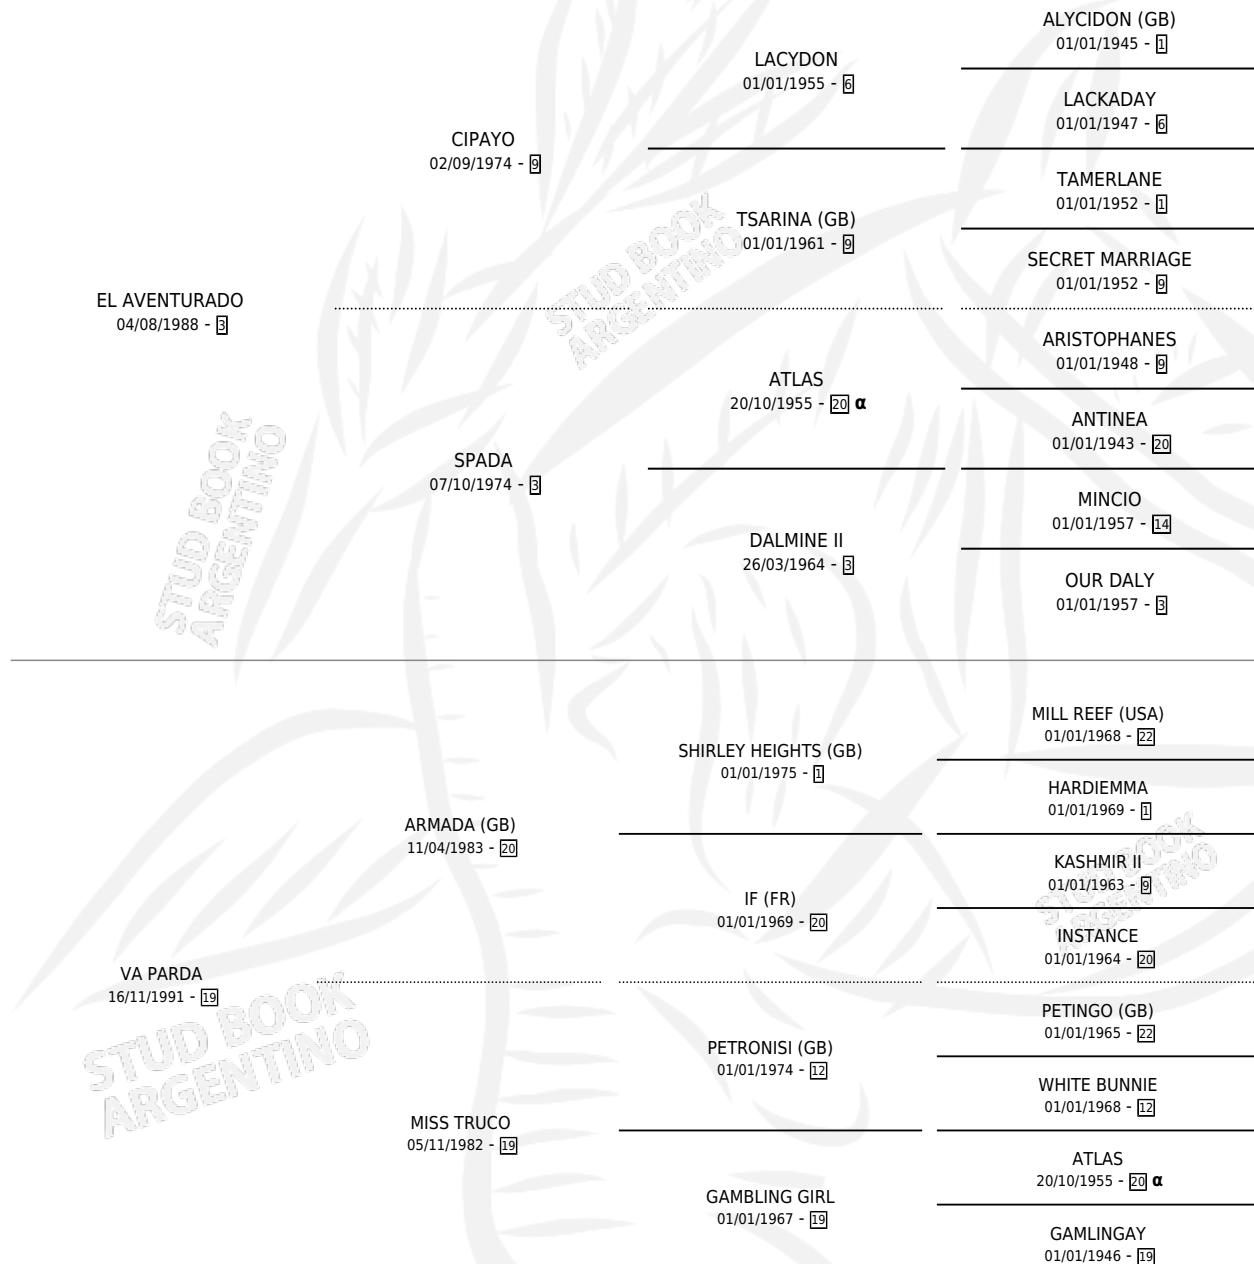 ALYCIDON (GB)
01/01/1945 - 1
LACYDON
01/01/1955 - 6
LACKADAY
01/01/1947 - 6
CIPAYO
02/09/1974 - 9
TAMERLANE
01/01/1952 - 1
TSARINA (GB)
01/01/1961 - 9
SECRET MARRIAGE
01/01/1952 - 9
EL AVENTURADO
04/08/1988 - 3
ARISTOPHANES
01/01/1948 - 9
ATLAS
20/10/1955 - 20 α
ANTINEA
01/01/1943 - 20
SPADA
07/10/1974 - 3
MINCIO
01/01/1957 - 14
DALMINE II
26/03/1964 - 3
OUR DALY
01/01/1957 - 3
STUD BOOK
ARGENTINO
STUD BOOK
ARGENTINO
MILL REEF (USA)
01/01/1968 - 22
SHIRLEY HEIGHTS (GB)
01/01/1975 - 1
HARDIEMMA
01/01/1969 - 1
ARMADA (GB)
11/04/1983 - 20
KASHMIR II
01/01/1963 - 9
IF (FR)
01/01/1969 - 20
INSTANCE
01/01/1964 - 20
VA PARDA
16/11/1991 - 19
PETINGO (GB)
01/01/1965 - 22
PETRONISI (GB)
01/01/1974 - 12
WHITE BUNNIE
01/01/1968 - 12
MISS TRUCO
05/11/1982 - 19
ATLAS
20/10/1955 - 20 α
GAMBLING GIRL
01/01/1967 - 19
GAMLINGAY
01/01/1946 - 19
STUD BOOK
ARGENTINO
STUD BOOK
ARGENTINO